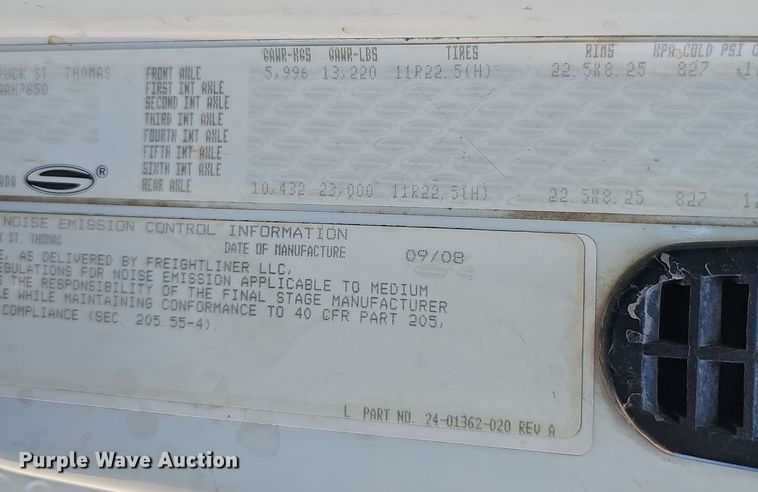 GAWR-KGS GAWR-LBS TIRES RIMS KPA COLD PSI C
RUCK ST. THOMAS FRONT AXLE 5,996 13,220 11R22.5(H) 22.5X8.25 827
AAK7850 FIRST INT AXLE
SECOND INT AXLE
THIRD INT AXLE
FOURTH INT AXLE
FIFTH INT AXLE
SIXTH INT AXLE
ADA ® REAR AXLE 10,432 23,000 11R22.5(H) 22.5X8.25 827
NOISE EMISSION CONTROL INFORMATION
CK ST. THOMAS DATE OF MANUFACTURE 09/08
E, AS DELIVERED BY FREIGHTLINER LLC,
EGULATIONS FOR NOISE EMISSION APPLICABLE TO MEDIUM
S THE RESPONSIBILITY OF THE FINAL STAGE MANUFACTURER
LE WHILE MAINTAINING CONFORMANCE TO 40 CFR PART 205,
COMPLIANCE (SEC. 205.55-4).
L PART NO. 24-01362-020 REV A
Purple Wave Auction